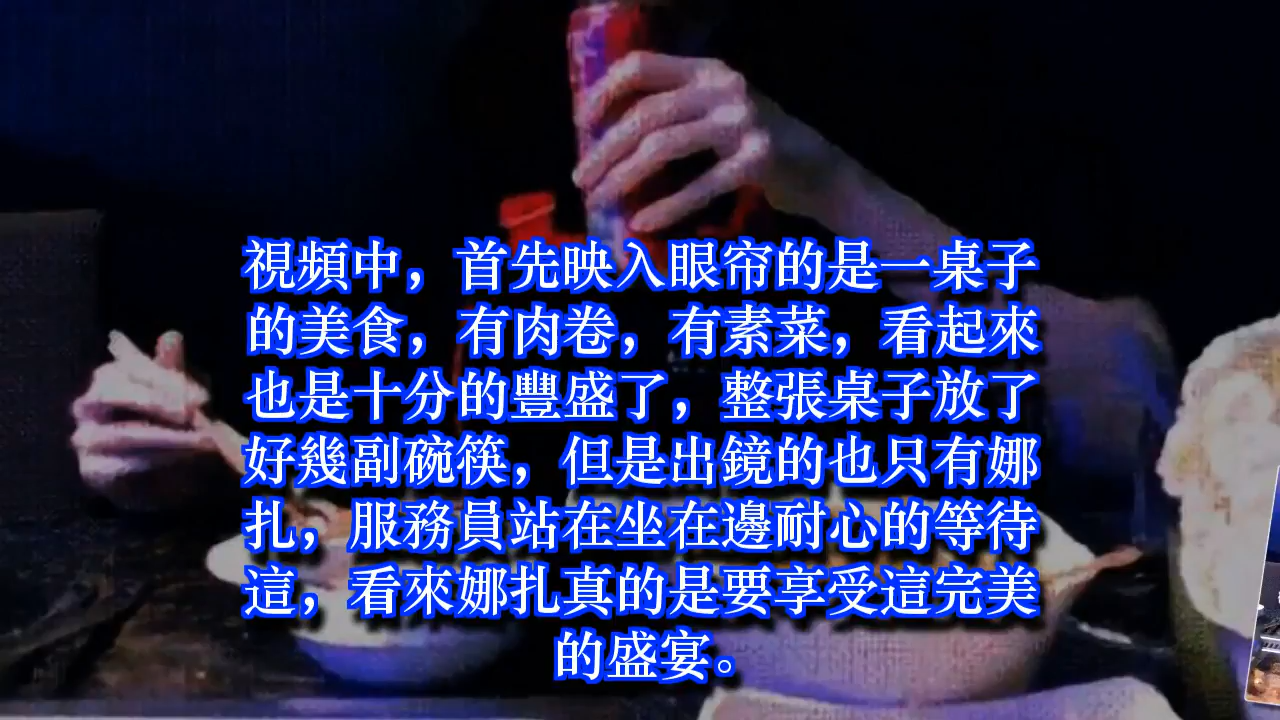 視頻中，首先映入眼帘的是一桌子
的美食，有肉卷，有素菜，看起來
也是十分的豐盛了，整張桌子放了
好幾副碗筷，但是出鏡的也只有娜
扎，服務員站在坐在邊耐心的等待
這，看來娜扎真的是要享受這完美
的盛宴。